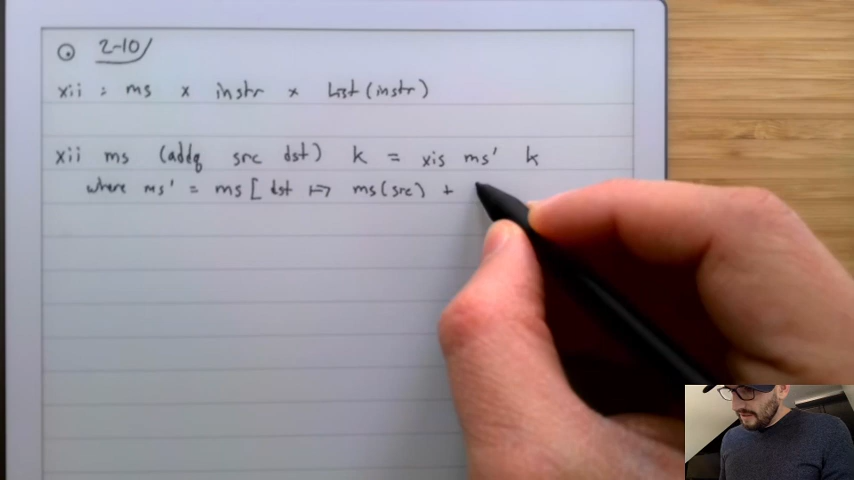 ⊙ 2-10/
xii : ms x instr x List(instr)
xii ms (addq src dst) k = xis ms' k
where ms' = ms[ dst ↦ ms(src) +